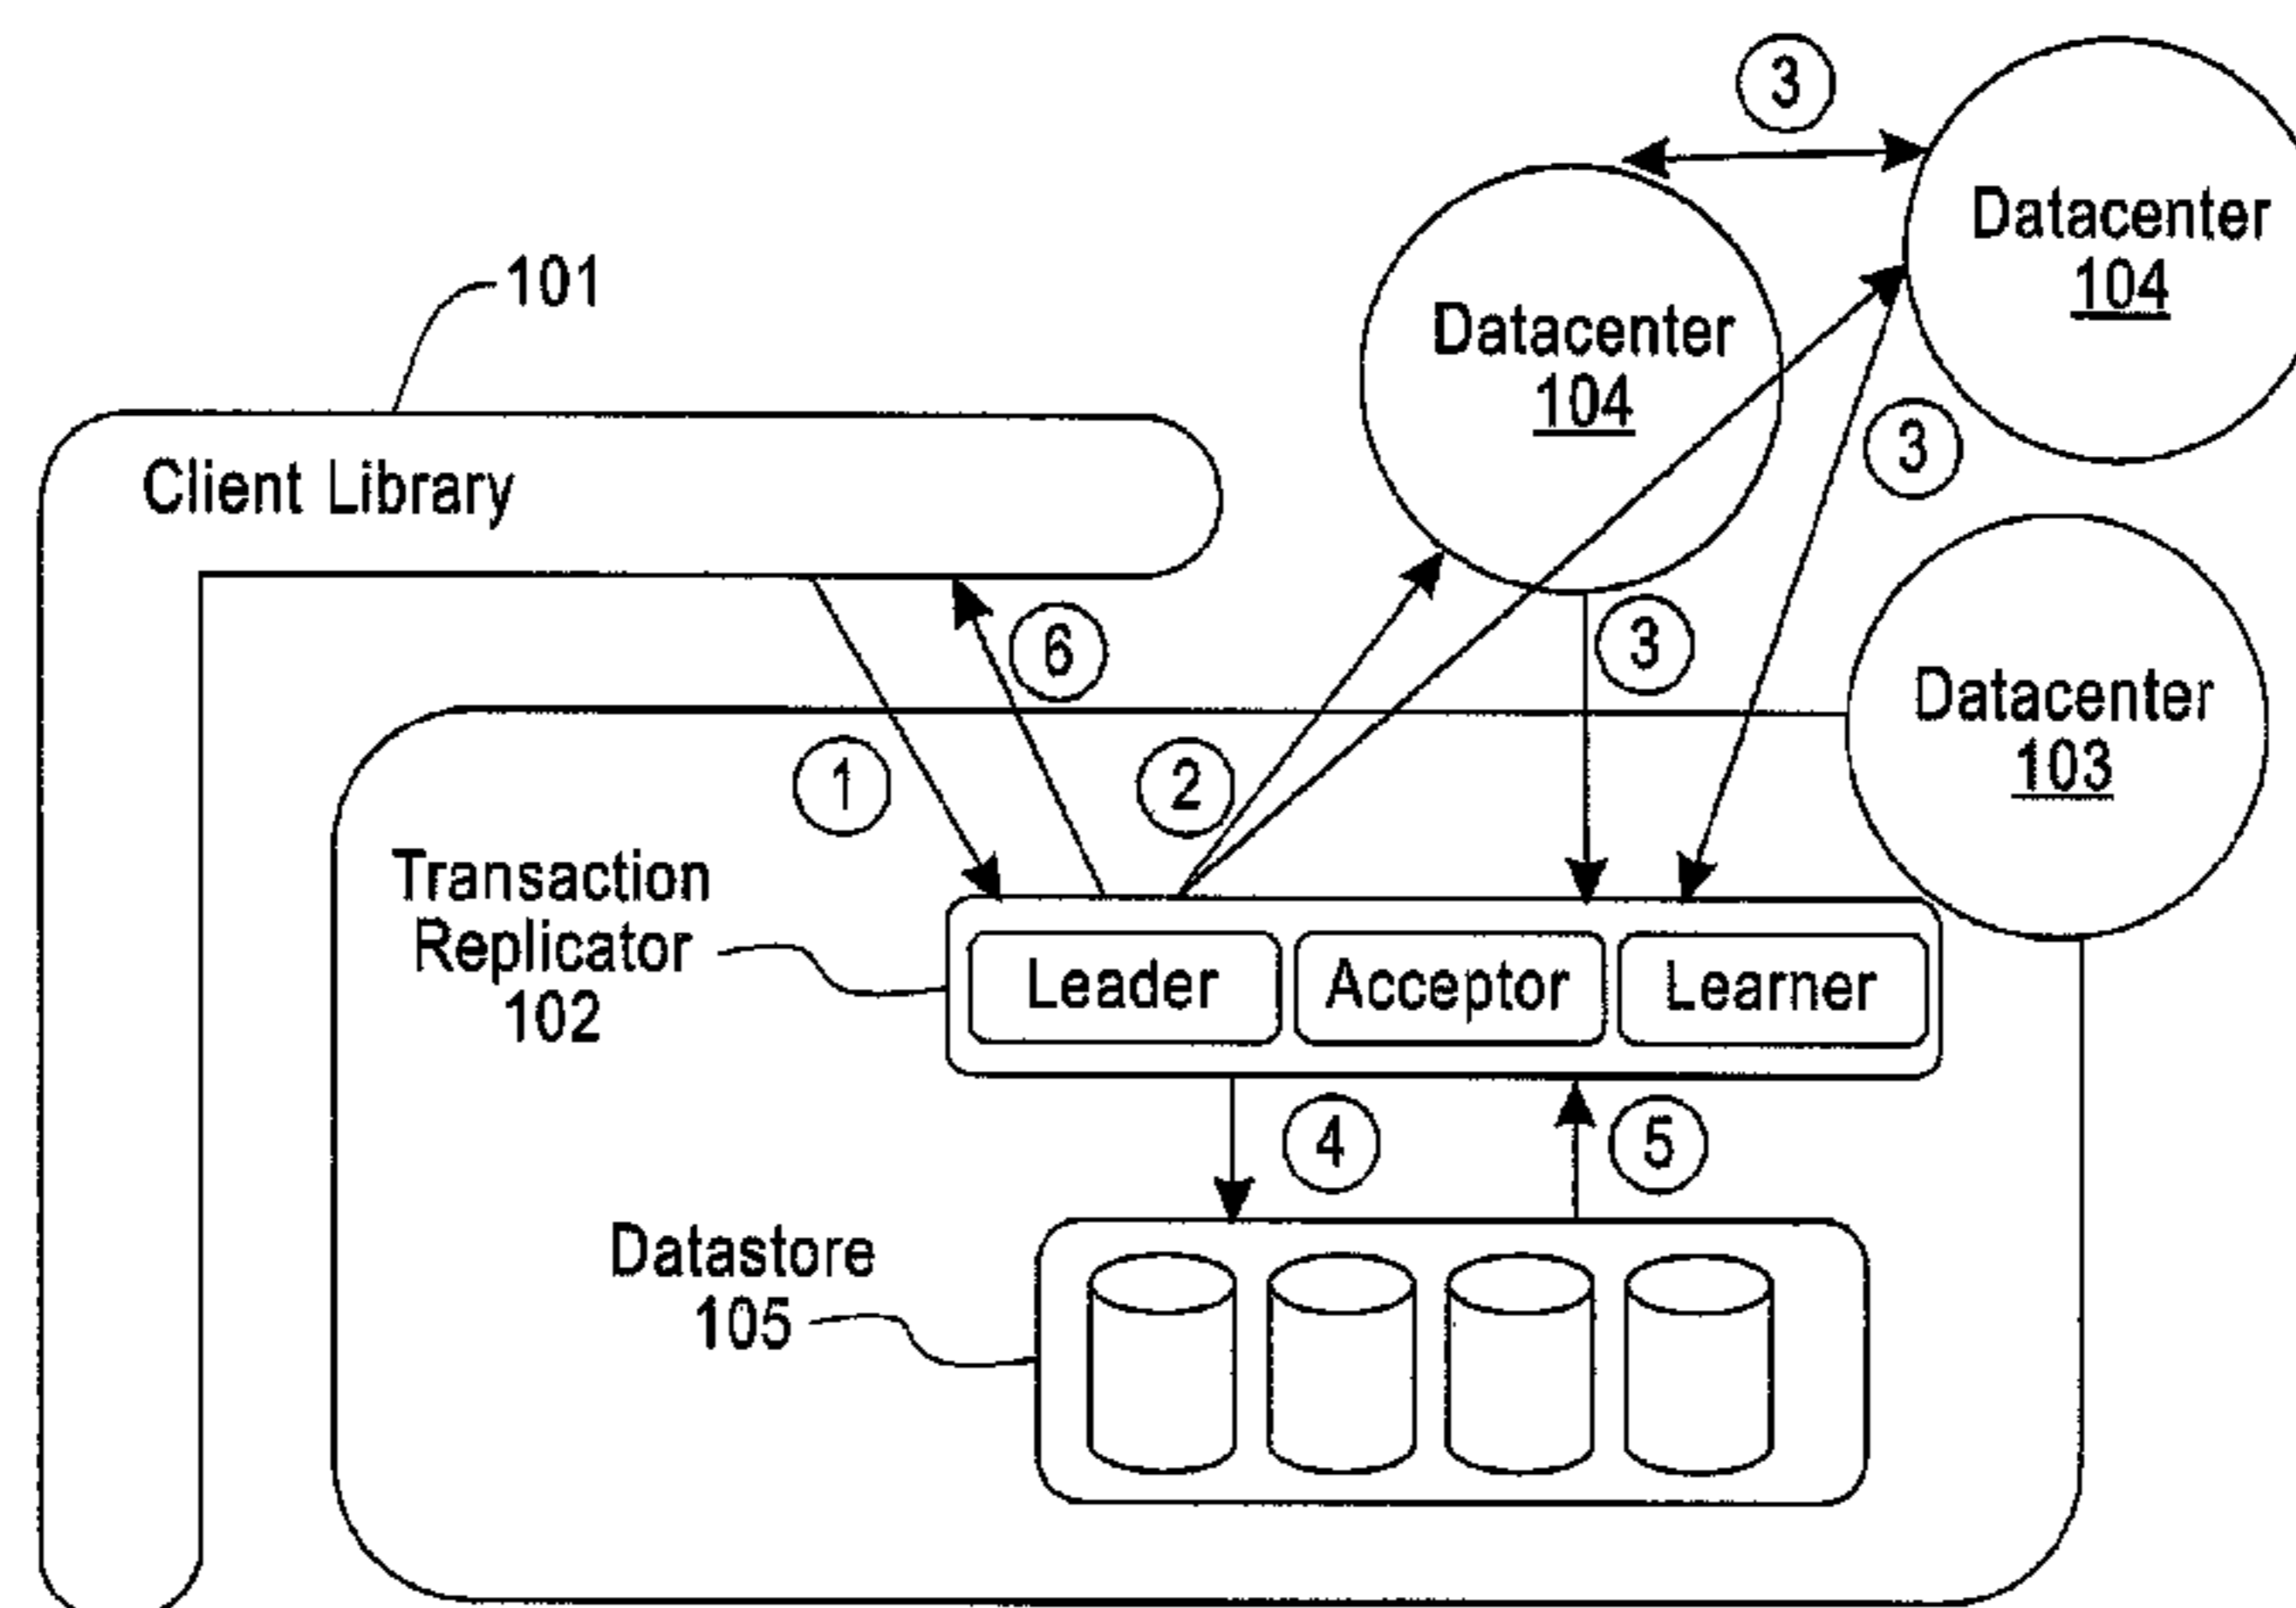 3
Datacenter
104
101
Datacenter
104
Client Library
3
6
3
Datacenter
103
1
2
Transaction
Replicator
102
Leader
Acceptor
Learner
4
5
Datastore
105